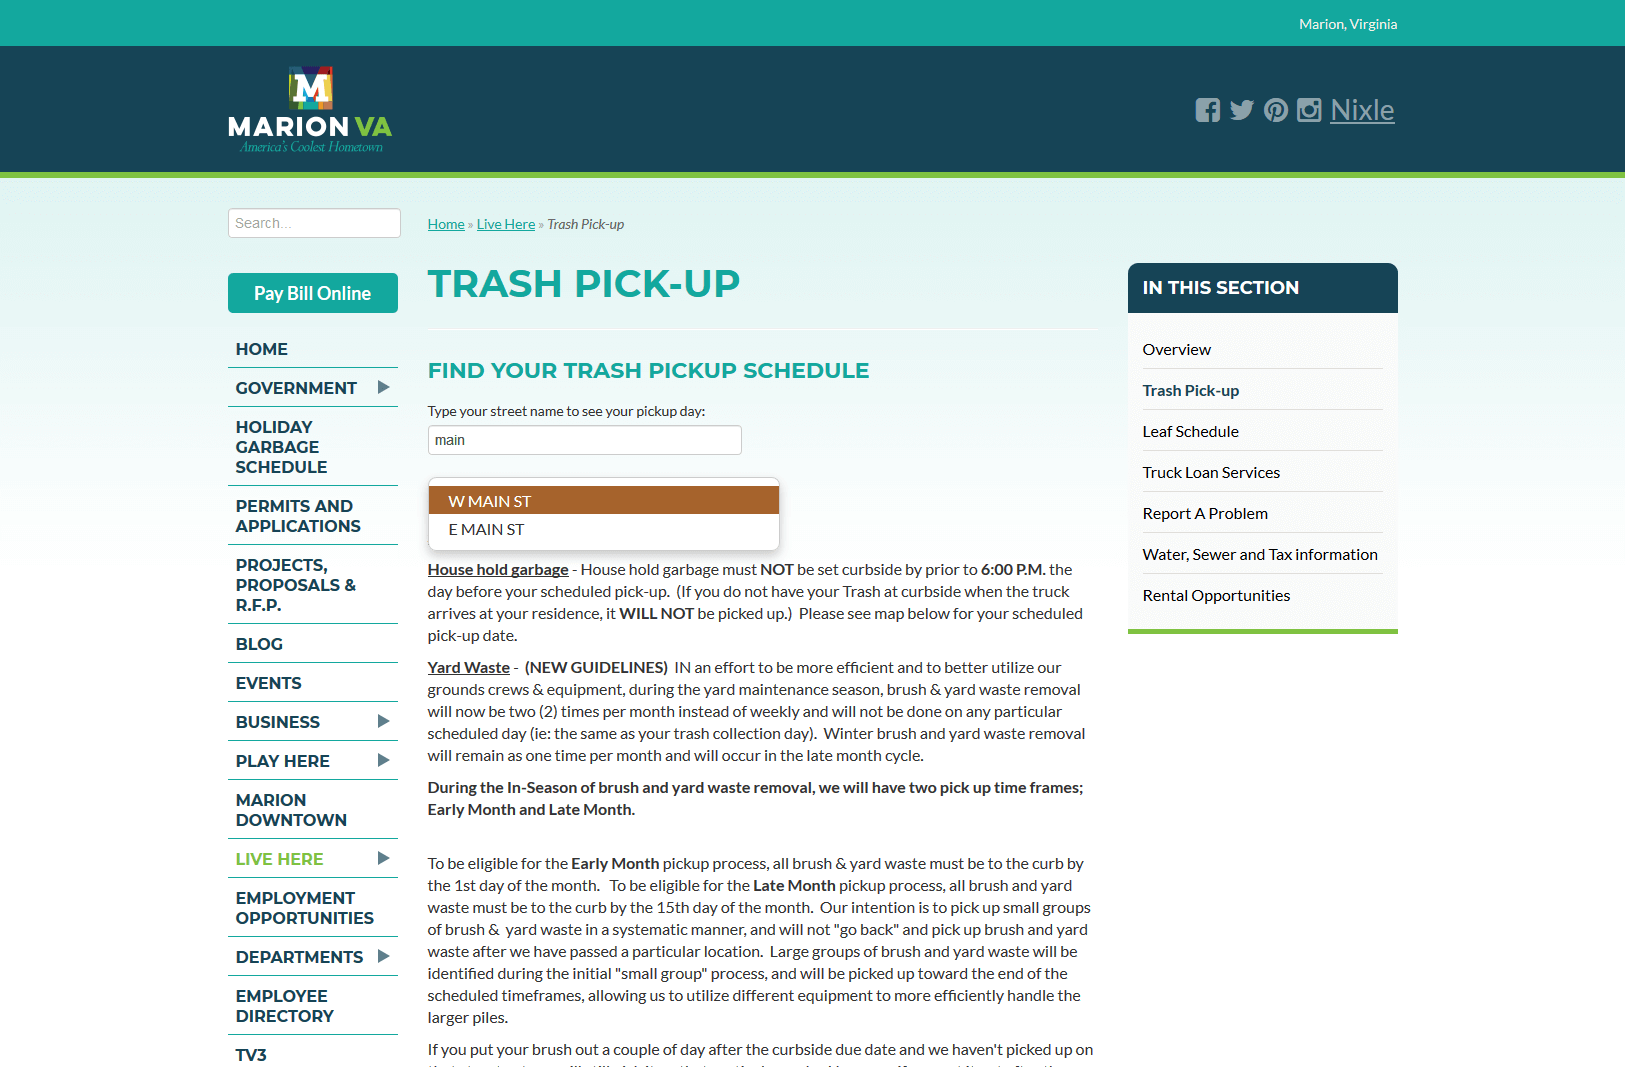 Marion, Virginia
M
MARION VA
America's Coolest Hometown
Nixle
Search...
Home » Live Here » Trash Pick-up
Pay Bill Online
HOME
GOVERNMENT
HOLIDAY
GARBAGE
SCHEDULE
PERMITS AND
APPLICATIONS
PROJECTS,
PROPOSALS &
R.F.P.
BLOG
EVENTS
BUSINESS
PLAY HERE
MARION
DOWNTOWN
LIVE HERE
EMPLOYMENT
OPPORTUNITIES
DEPARTMENTS
EMPLOYEE
DIRECTORY
TV3
TRASH PICK-UP
FIND YOUR TRASH PICKUP SCHEDULE
Type your street name to see your pickup day:
main
W MAIN ST
E MAIN ST
House hold garbage - House hold garbage must NOT be set curbside by prior to 6:00 P.M. the
day before your scheduled pick-up.  (If you do not have your Trash at curbside when the truck
arrives at your residence, it WILL NOT be picked up.)  Please see map below for your scheduled
pick-up date.
Yard Waste -  (NEW GUIDELINES)  IN an effort to be more efficient and to better utilize our
grounds crews & equipment, during the yard maintenance season, brush & yard waste removal
will now be two (2) times per month instead of weekly and will not be done on any particular
scheduled day (ie: the same as your trash collection day).  Winter brush and yard waste removal
will remain as one time per month and will occur in the late month cycle.
During the In-Season of brush and yard waste removal, we will have two pick up time frames;
Early Month and Late Month.
To be eligible for the Early Month pickup process, all brush & yard waste must be to the curb by
the 1st day of the month.   To be eligible for the Late Month pickup process, all brush and yard
waste must be to the curb by the 15th day of the month.  Our intention is to pick up small groups
of brush &  yard waste in a systematic manner, and will not "go back" and pick up brush and yard
waste after we have passed a particular location.  Large groups of brush and yard waste will be
identified during the initial "small group" process, and will be picked up toward the end of the
scheduled timeframes, allowing us to utilize different equipment to more efficiently handle the
larger piles.
If you put your brush out a couple of day after the curbside due date and we haven't picked up on
IN THIS SECTION
Overview
Trash Pick-up
Leaf Schedule
Truck Loan Services
Report A Problem
Water, Sewer and Tax information
Rental Opportunities